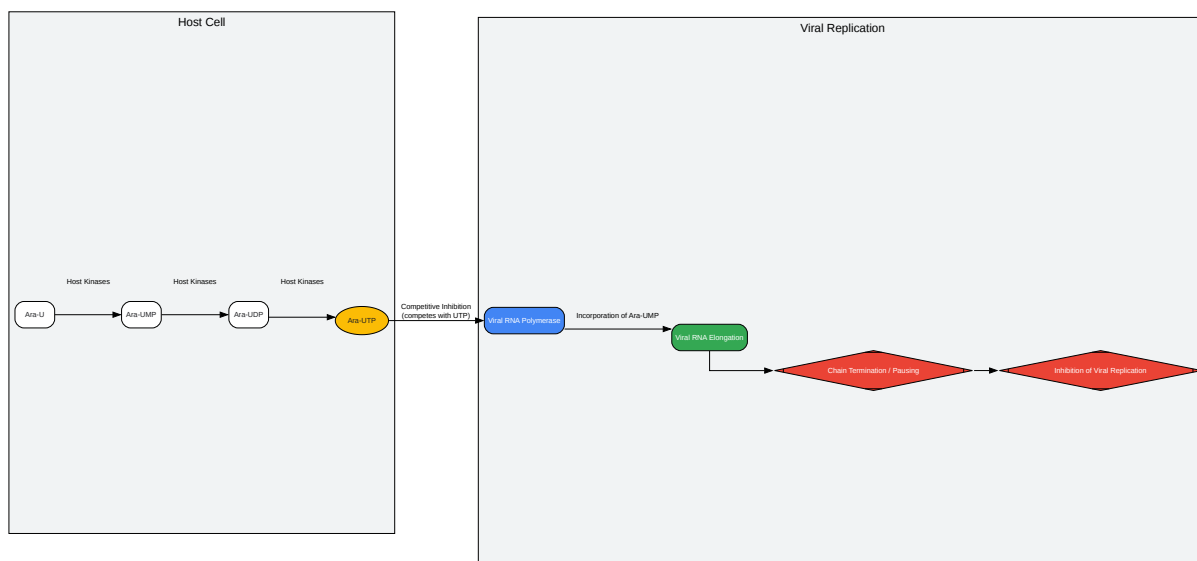 Host Cell
Viral Replication
Host Kinases
Host Kinases
Host Kinases
Ara-U
Ara-UMP
Ara-UDP
Ara-UTP
Competitive Inhibition
(competes with UTP)
Viral RNA Polymerase
Incorporation of Ara-UMP
Viral RNA Elongation
Chain Termination / Pausing
Inhibition of Viral Replication